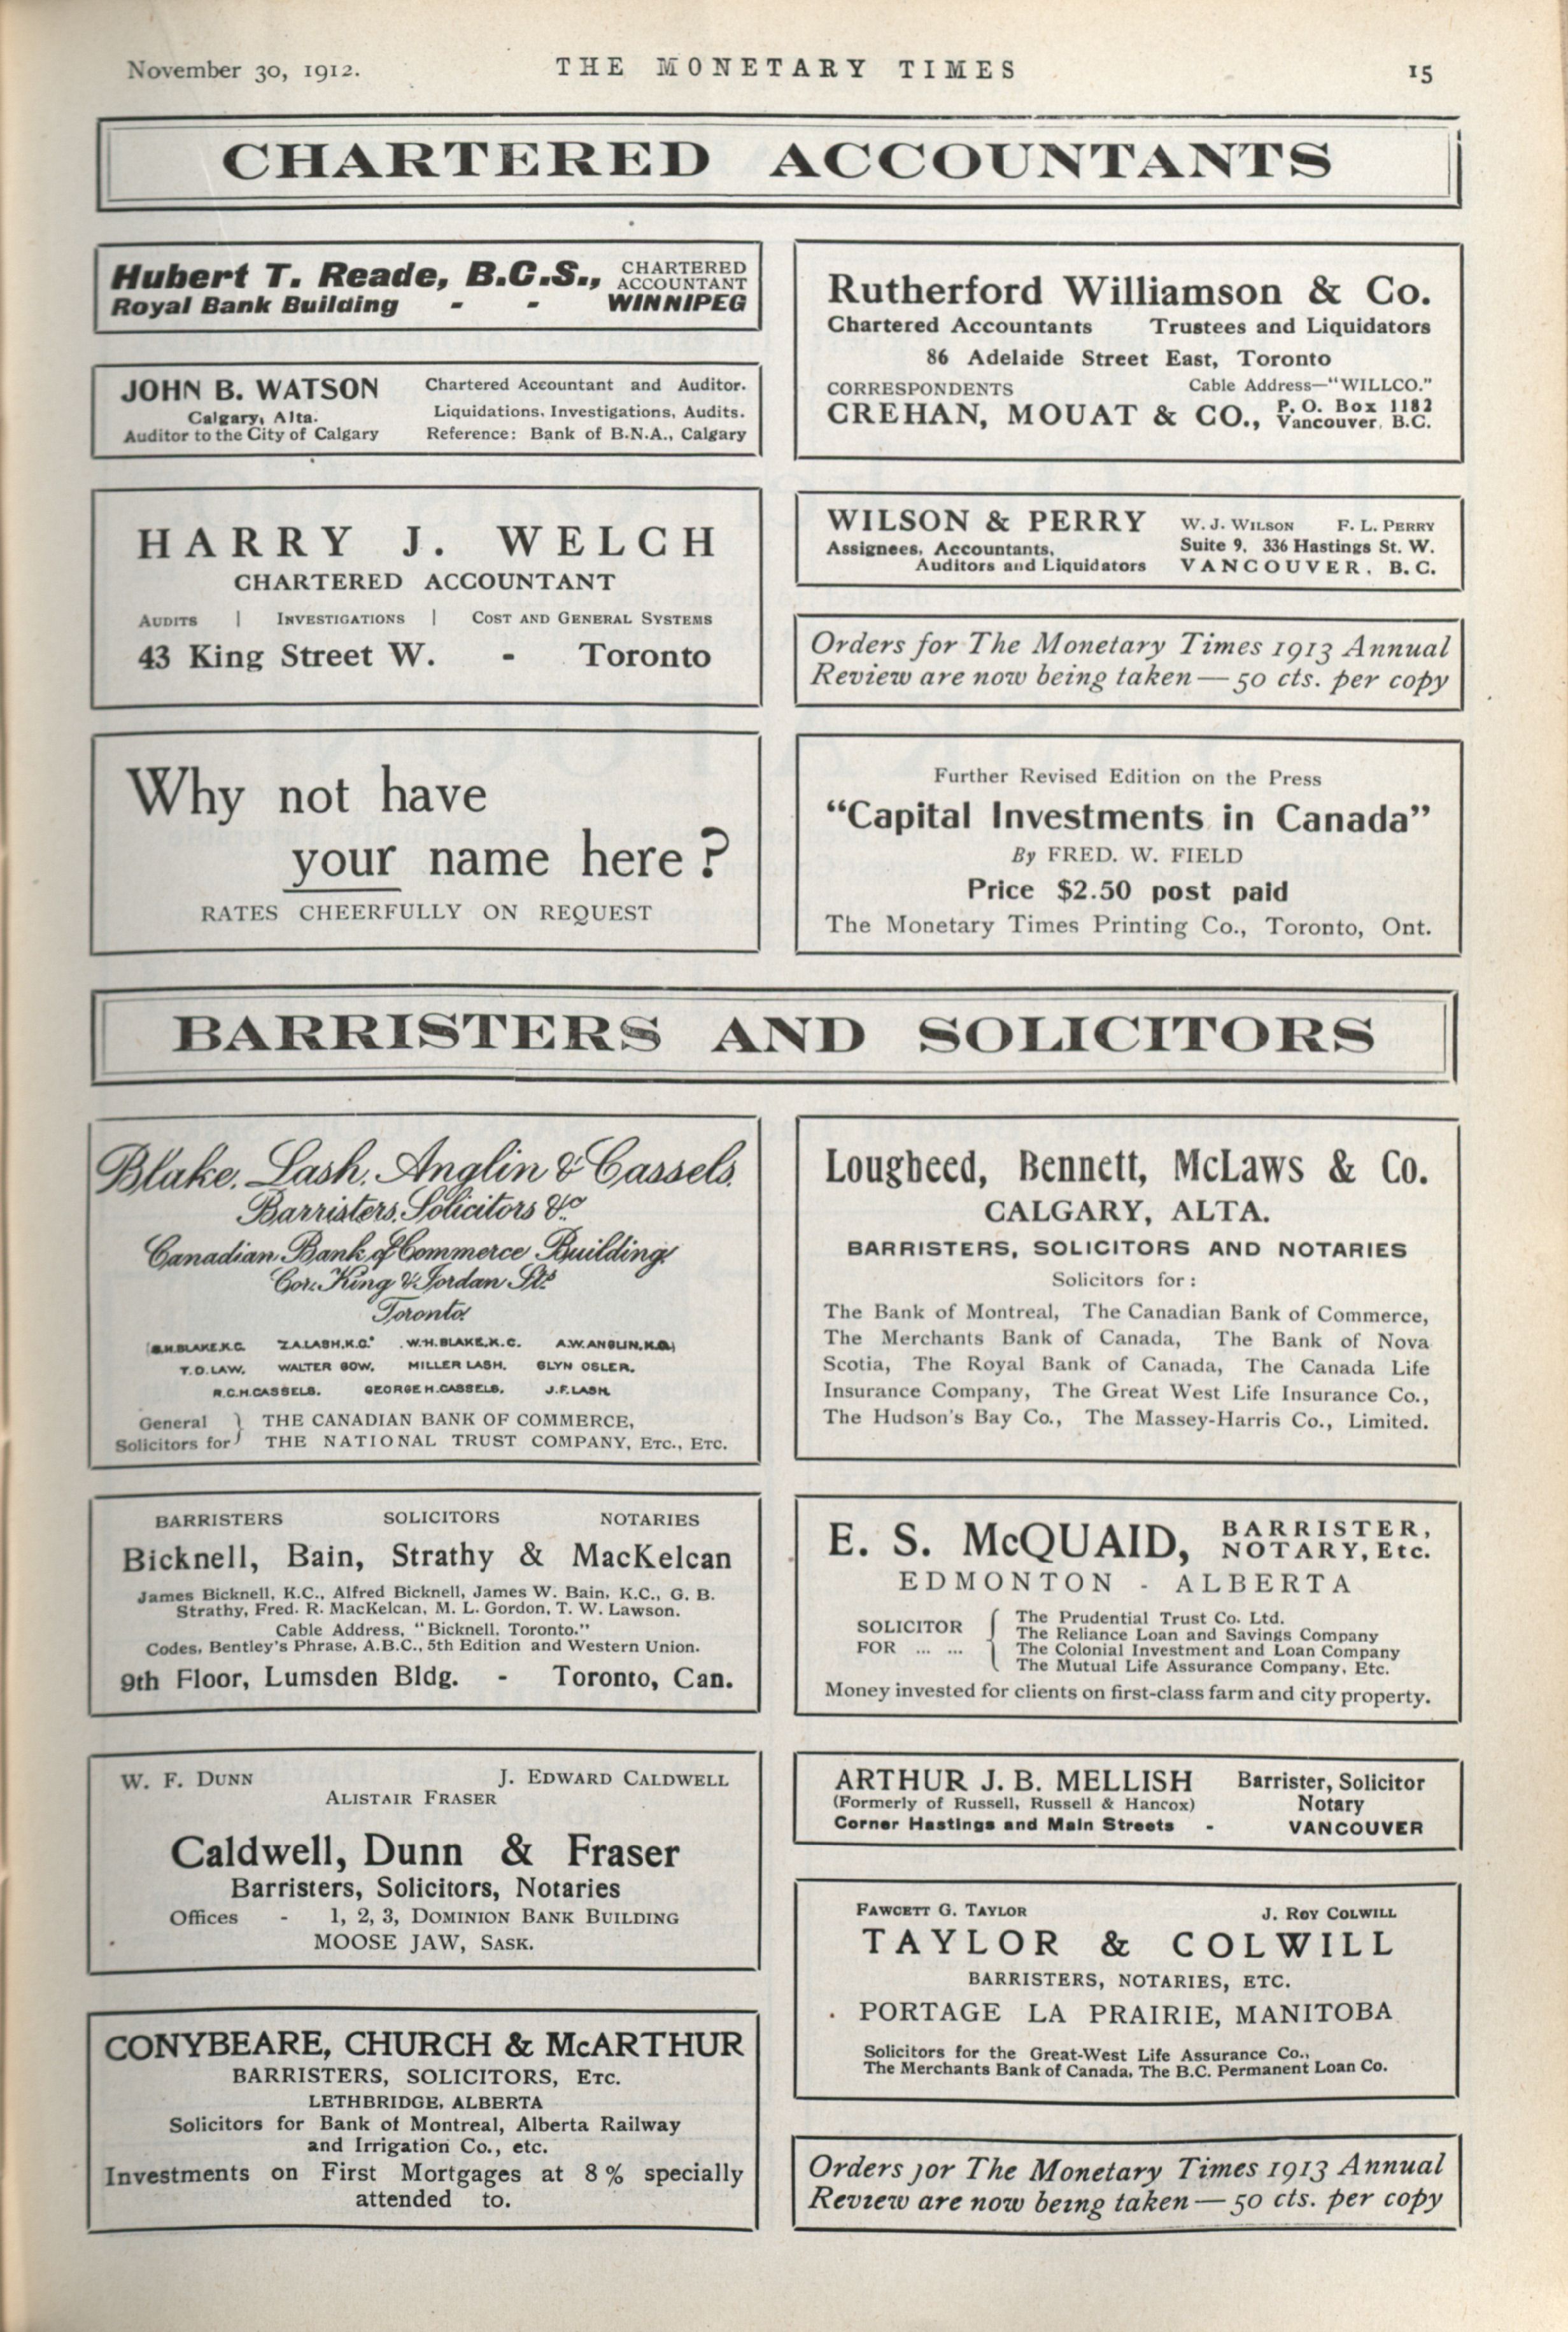 November 30, 1912.
THE MONETARY TIMES
15
CHARTERED ACCOUNTANTS
Hubert T. Reade, B.C.S., CHARTERED ACCOUNTANT
Royal Bank Building - - WINNIPEG
JOHN B. WATSON
Calgary, Alta.
Auditor to the City of Calgary
Chartered Accountant and Auditor.
Liquidations, Investigations, Audits.
Reference: Bank of B.N.A., Calgary
HARRY J. WELCH
CHARTERED ACCOUNTANT
AUDITS | INVESTIGATIONS | COST AND GENERAL SYSTEMS
43 King Street W. - Toronto
Why not have
your name here ?
RATES CHEERFULLY ON REQUEST
Rutherford Williamson & Co.
Chartered Accountants Trustees and Liquidators
86 Adelaide Street East, Toronto
CORRESPONDENTS Cable Address—"WILLCO."
CREHAN, MOUAT & CO., P. O. Box 1182
Vancouver, B.C.
WILSON & PERRY
Assignees, Accountants,
Auditors and Liquidators
W. J. WILSON F. L. PERRY
Suite 9, 336 Hastings St. W.
VANCOUVER, B. C.
Orders for The Monetary Times 1913 Annual
Review are now being taken — 50 cts. per copy
Further Revised Edition on the Press
"Capital Investments in Canada"
By FRED. W. FIELD
Price $2.50 post paid
The Monetary Times Printing Co., Toronto, Ont.
BARRISTERS AND SOLICITORS
Blake, Lash, Anglin & Cassels
Barristers, Solicitors &c
Canadian Bank of Commerce Building,
Cor. King & Jordan Sts
Toronto.
S.H. BLAKE, K.C. Z.A. LASH, K.C. W.H. BLAKE, K.C. A.W. ANGLIN, K.C.
T.D. LAW. WALTER GOW. MILLER LASH. GLYN OSLER.
R.C.H. CASSELS. GEORGE H. CASSELS. J.F. LASH.
General Solicitors for } THE CANADIAN BANK OF COMMERCE,
THE NATIONAL TRUST COMPANY, ETC., ETC.
BARRISTERS SOLICITORS NOTARIES
Bicknell, Bain, Strathy & MacKelcan
James Bicknell, K.C., Alfred Bicknell, James W. Bain, K.C., G. B.
Strathy, Fred. R. MacKelcan, M. L. Gordon, T. W. Lawson.
Cable Address, "Bicknell, Toronto."
Codes, Bentley's Phrase, A.B.C., 5th Edition and Western Union.
9th Floor, Lumsden Bldg. - Toronto, Can.
W. F. DUNN J. EDWARD CALDWELL
ALISTAIR FRASER
Caldwell, Dunn & Fraser
Barristers, Solicitors, Notaries
Offices - 1, 2, 3, DOMINION BANK BUILDING
MOOSE JAW, SASK.
CONYBEARE, CHURCH & McARTHUR
BARRISTERS, SOLICITORS, ETC.
LETHBRIDGE, ALBERTA
Solicitors for Bank of Montreal, Alberta Railway
and Irrigation Co., etc.
Investments on First Mortgages at 8% specially
attended to.
Lougheed, Bennett, McLaws & Co.
CALGARY, ALTA.
BARRISTERS, SOLICITORS AND NOTARIES
Solicitors for :
The Bank of Montreal, The Canadian Bank of Commerce,
The Merchants Bank of Canada, The Bank of Nova
Scotia, The Royal Bank of Canada, The Canada Life
Insurance Company, The Great West Life Insurance Co.,
The Hudson's Bay Co., The Massey-Harris Co., Limited.
E. S. McQUAID, BARRISTER,
NOTARY, Etc.
EDMONTON - ALBERTA
SOLICITOR
FOR ... ...
The Prudential Trust Co. Ltd.
The Reliance Loan and Savings Company
The Colonial Investment and Loan Company
The Mutual Life Assurance Company, Etc.
Money invested for clients on first-class farm and city property.
ARTHUR J. B. MELLISH Barrister, Solicitor
(Formerly of Russell, Russell & Hancox) Notary
Corner Hastings and Main Streets - VANCOUVER
FAWCETT G. TAYLOR J. ROY COLWILL
TAYLOR & COLWILL
BARRISTERS, NOTARIES, ETC.
PORTAGE LA PRAIRIE, MANITOBA
Solicitors for the Great-West Life Assurance Co.,
The Merchants Bank of Canada, The B.C. Permanent Loan Co.
Orders for The Monetary Times 1913 Annual
Review are now being taken — 50 cts. per copy